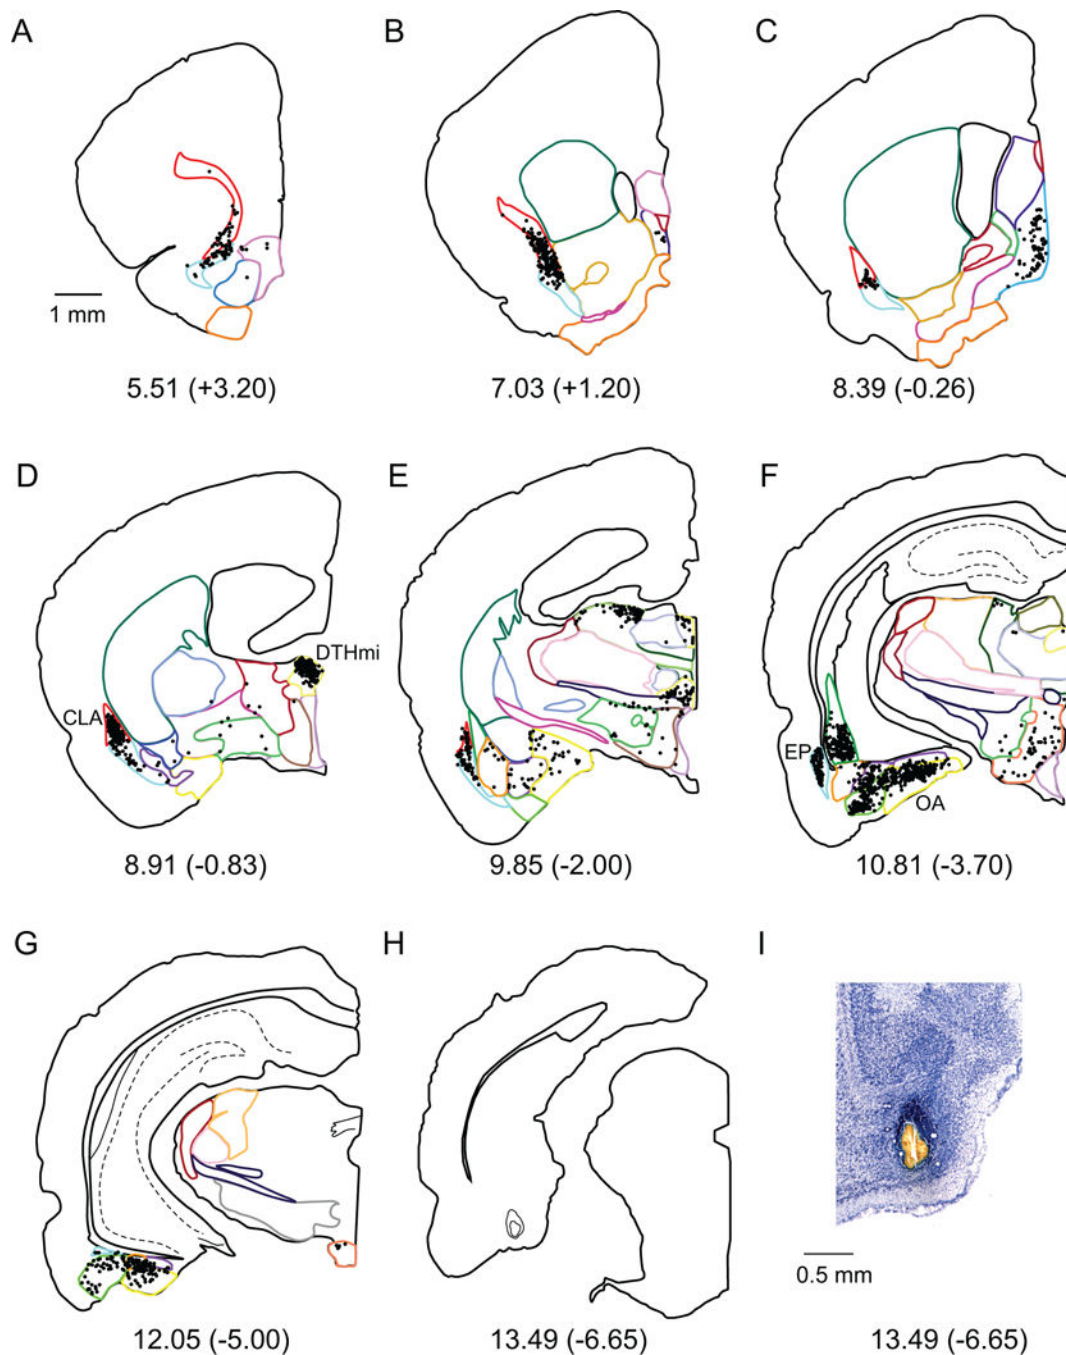 A
B
C
1 mm
5.51 (+3.20)
7.03 (+1.20)
8.39 (-0.26)
D
E
F
DTHmi
CLA
EP
OA
8.91 (-0.83)
9.85 (-2.00)
10.81 (-3.70)
G
H
I
0.5 mm
12.05 (-5.00)
13.49 (-6.65)
13.49 (-6.65)